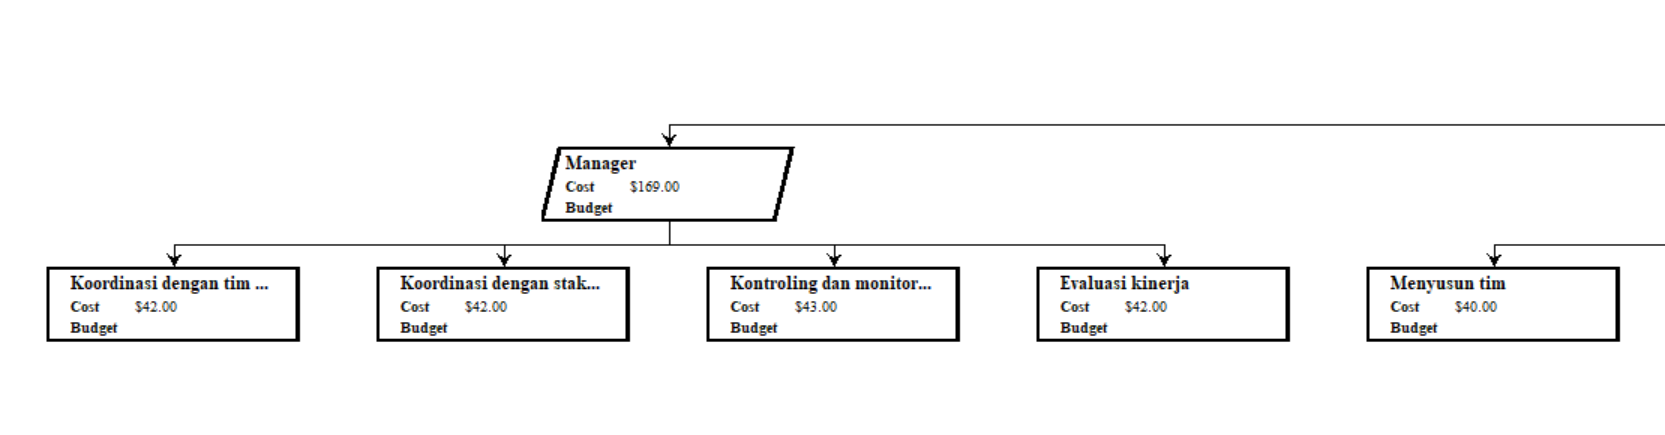 Manager
Cost $169.00
Budget
Koordinasi dengan tim ...
Cost $42.00
Budget
Koordinasi dengan stak...
Cost $42.00
Budget
Kontroling dan monitor...
Cost $43.00
Budget
Evaluasi kinerja
Cost $42.00
Budget
Menyusun tim
Cost $40.00
Budget